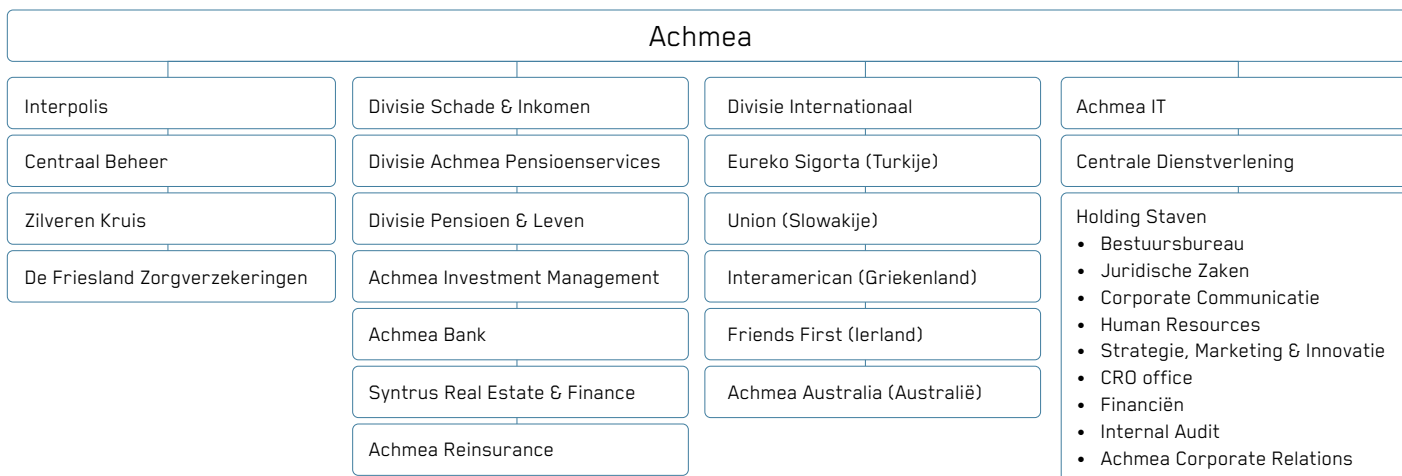 Achmea
Interpolis
Centraal Beheer
Zilveren Kruis
De Friesland Zorgverzekeringen
Divisie Schade & Inkomen
Divisie Achmea Pensioenservices
Divisie Pensioen & Leven
Achmea Investment Management
Achmea Bank
Syntrus Real Estate & Finance
Achmea Reinsurance
Divisie Internationaal
Eureko Sigorta (Turkije)
Union (Slowakije)
Interamerican (Griekenland)
Friends First (Ierland)
Achmea Australia (Australië)
Achmea IT
Centrale Dienstverlening
Holding Staven
• Bestuursbureau
• Juridische Zaken
• Corporate Communicatie
• Human Resources
• Strategie, Marketing & Innovatie
• CRO office
• Financiën
• Internal Audit
• Achmea Corporate Relations